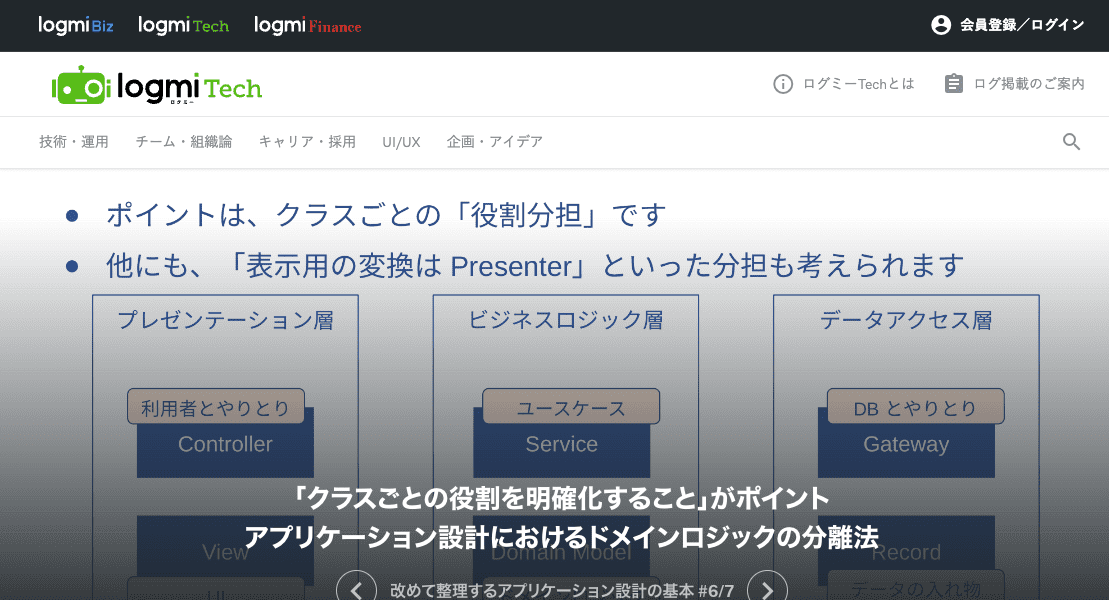 logmi Biz logmi Tech logmi Finance 会員登録／ログイン
logmi Tech ログミー ログミーTechとは ログ掲載のご案内
技術・運用 チーム・組織論 キャリア・採用 UI/UX 企画・アイデア
● ポイントは、クラスごとの「役割分担」です
● 他にも、「表示用の変換は Presenter」といった分担も考えられます
プレゼンテーション層 ビジネスロジック層 データアクセス層
利用者とやりとり ユースケース DB とやりとり
Controller Service Gateway
「クラスごとの役割を明確化すること」がポイント
アプリケーション設計におけるドメインロジックの分離法
View Domain Model Record
UI データの入れ物
改めて整理するアプリケーション設計の基本 #6/7